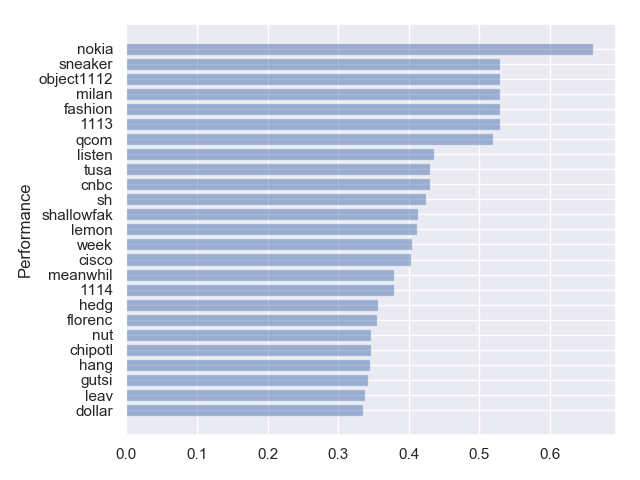 nokia
sneaker
object1112
milan
fashion
1113
qcom
listen
tusa
cnbc
sh
shallowfak
lemon
week
cisco
meanwhil
1114
hedg
florenc
nut
chipotl
hang
gutsi
leav
dollar
Performance
0.0 0.1 0.2 0.3 0.4 0.5 0.6